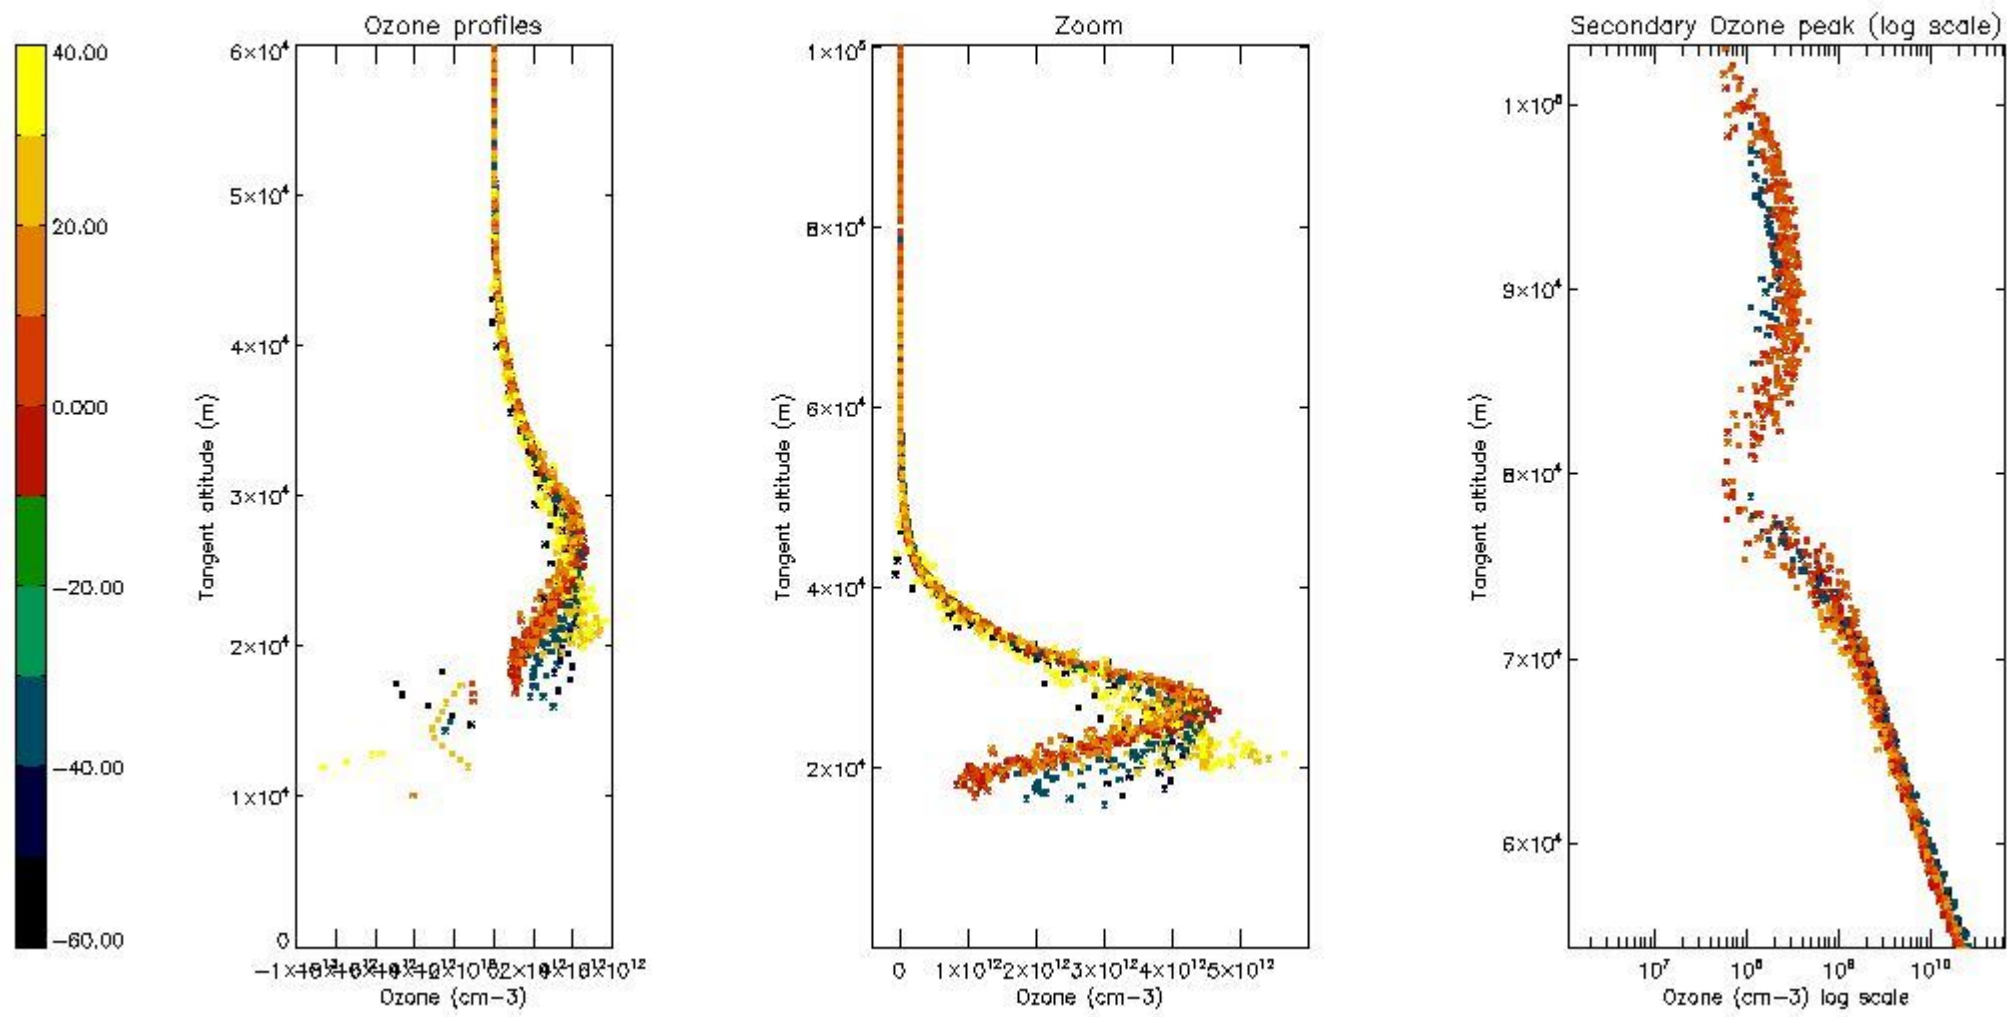 Ozone profiles
Zoom
Secondary Ozone peak (log scale)
40.00
20.00
0.000
−20.00
−40.00
−60.00
6×10⁴
5×10⁴
4×10⁴
3×10⁴
2×10⁴
1×10⁴
0
Tangent altitude (m)
Ozone (cm−3)
1×10⁵
8×10⁴
6×10⁴
4×10⁴
2×10⁴
Tangent altitude (m)
0 1×10¹² 2×10¹² 3×10¹² 4×10¹² 5×10¹²
Ozone (cm−3)
9×10⁴
8×10⁴
7×10⁴
6×10⁴
Tangent altitude (m)
10⁷ 10⁸ 10⁹ 10¹⁰
Ozone (cm−3) log scale